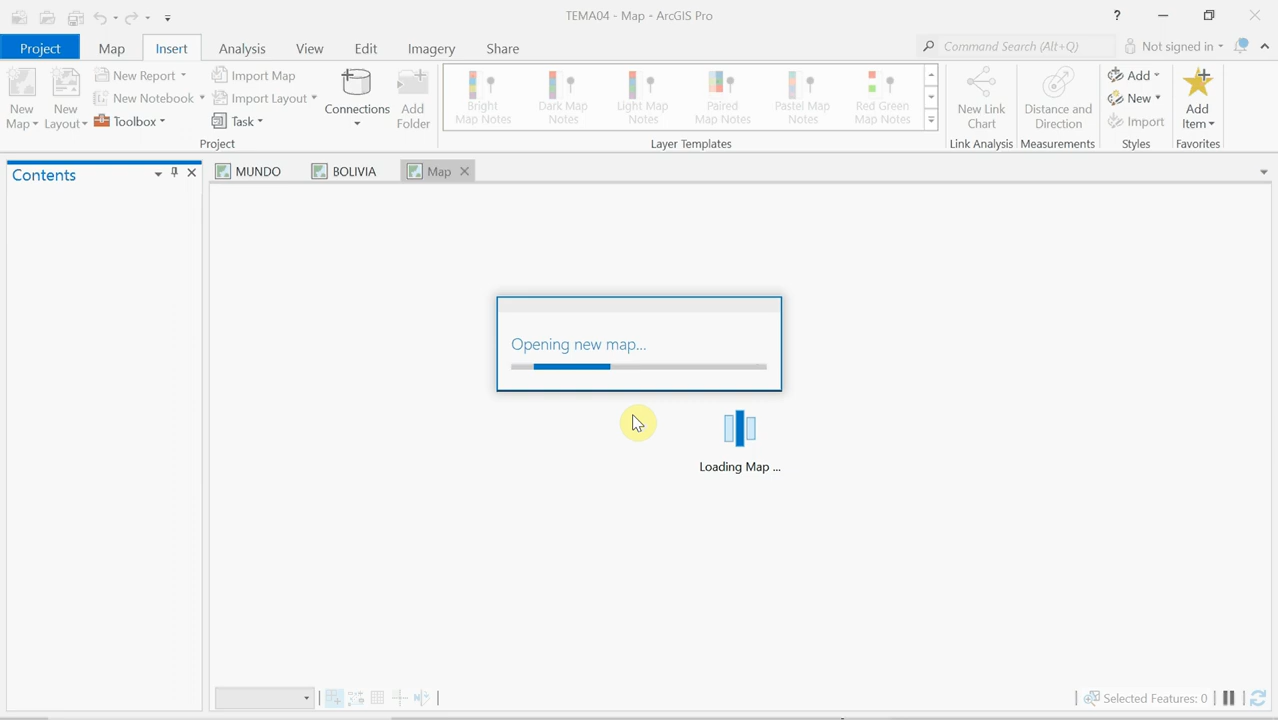 TEMA04 - Map - ArcGIS Pro
?
Project
Map
Insert
Analysis
View
Edit
Imagery
Share
Command Search (Alt+Q)
Not signed in
New
Map
New
Layout
New Report
New Notebook
Toolbox
Import Map
Import Layout
Task
Project
Connections
Add
Folder
Bright
Map Notes
Dark Map
Notes
Light Map
Notes
Paired
Map Notes
Pastel Map
Notes
Red Green
Map Notes
Layer Templates
New Link
Chart
Link Analysis
Distance and
Direction
Measurements
Add
New
Import
Styles
Add
Item
Favorites
Contents
MUNDO
BOLIVIA
Map
Opening new map...
Loading Map ...
Selected Features: 0